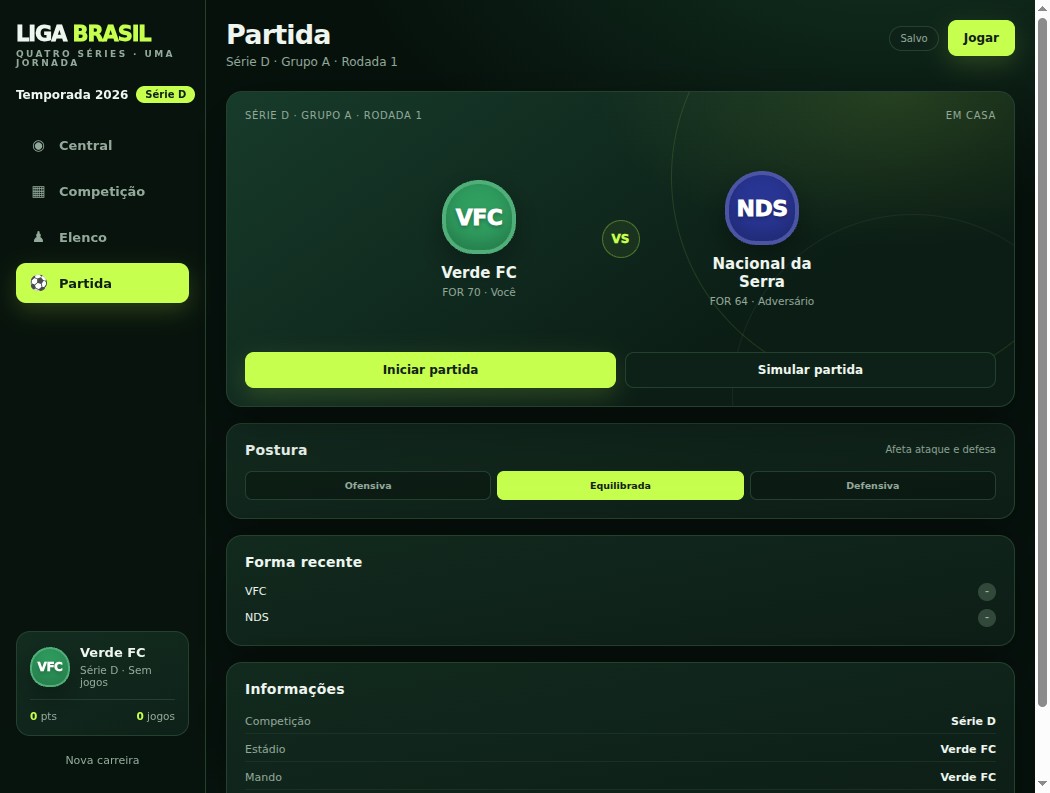 LIGA BRASIL
QUATRO SÉRIES · UMA
JORNADA
Temporada 2026 Série D
Central
Competição
Elenco
Partida
VFC
Verde FC
Série D · Sem
jogos
0 pts 0 jogos
Nova carreira
Partida
Série D · Grupo A · Rodada 1
Salvo
Jogar
SÉRIE D · GRUPO A · RODADA 1
EM CASA
VFC
Verde FC
FOR 70 · Você
VS
NDS
Nacional da
Serra
FOR 64 · Adversário
Iniciar partida
Simular partida
Postura
Afeta ataque e defesa
Ofensiva
Equilibrada
Defensiva
Forma recente
VFC -
NDS -
Informações
Competição Série D
Estádio Verde FC
Mando Verde FC